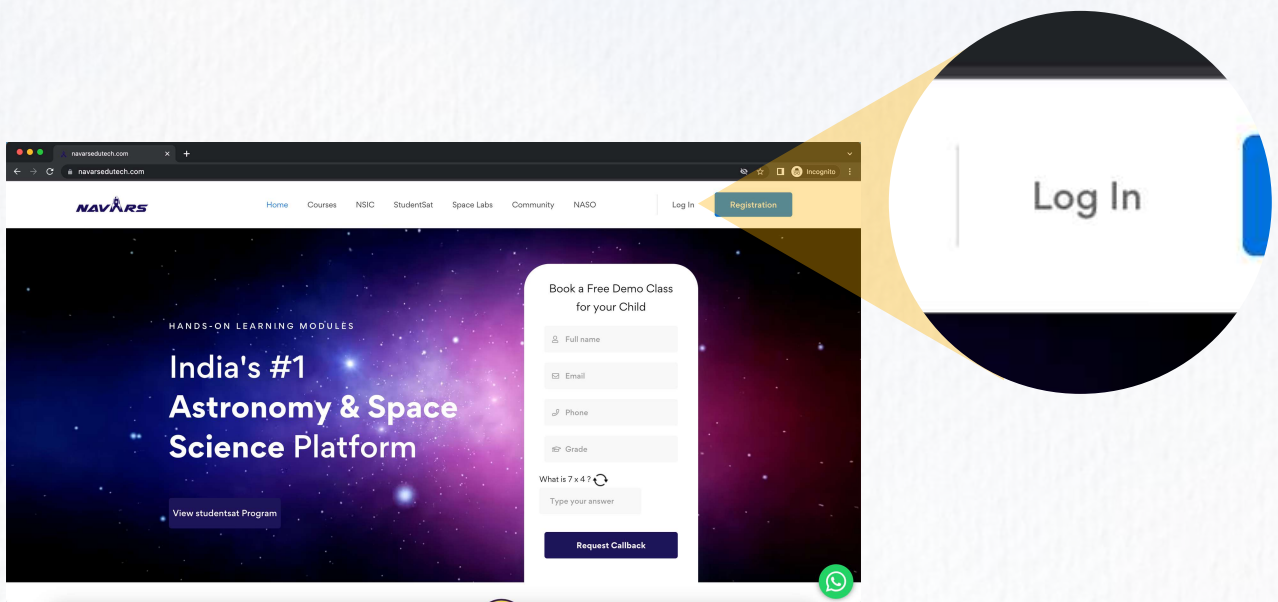 navarsedutech.com
navarsedutech.com
Incognito
NAVARS
Home Courses NSIC StudentSat Space Labs Community NASO Log In Registration
Log In
HANDS-ON LEARNING MODULES
India's #1
Astronomy & Space
Science Platform
View studentsat Program
Book a Free Demo Class
for your Child
Full name
Email
Phone
Grade
What is 7 x 4 ?
Type your answer
Request Callback